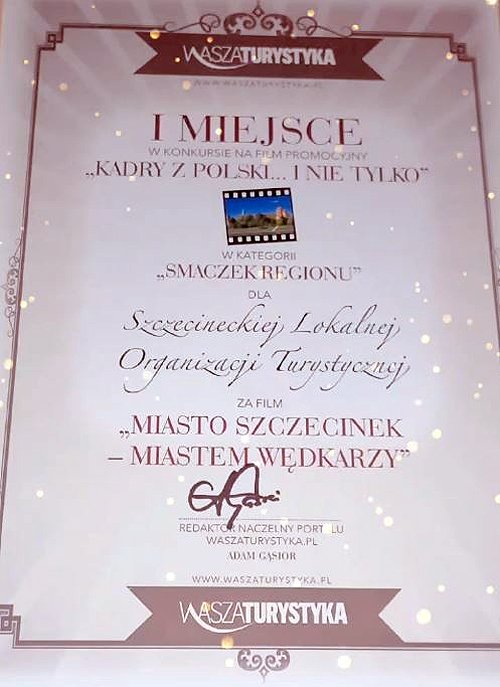 WASZATURYSTYKA
WWW.WASZATURYSTYKA.PL
I MIEJSCE
W KONKURSIE NA FILM PROMOCYJNY
„KADRY Z POLSKI... I NIE TYLKO”
W KATEGORII
„SMACZEK REGIONU”
DLA
Szczecineckiej Lokalnej
Organizacji Turystycznej
ZA FILM
„MIASTO SZCZECINEK
– MIASTEM WĘDKARZY”
REDAKTOR NACZELNY PORTALU
WASZATURYSTYKA.PL
ADAM GĄSIOR
WWW.WASZATURYSTYKA.PL
WASZATURYSTYKA